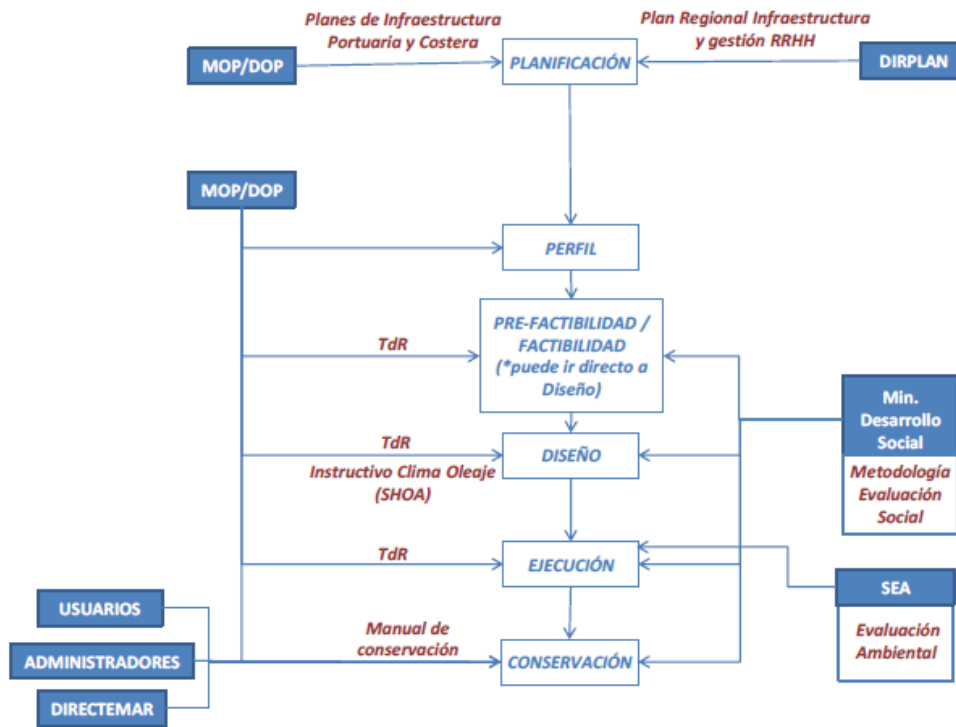 Planes de Infraestructura
Portuaria y Costera
Plan Regional Infraestructura
y gestión RRHH
MOP/DOP
PLANIFICACIÓN
DIRPLAN
MOP/DOP
PERFIL
PRE-FACTIBILIDAD /
FACTIBILIDAD
(*puede ir directo a
Diseño)
TdR
Min.
Desarrollo
Social
Metodología
Evaluación
Social
TdR
Instructivo Clima Oleaje
(SHOA)
DISEÑO
TdR
EJECUCIÓN
SEA
Evaluación
Ambiental
USUARIOS
ADMINISTRADORES
DIRECTEMAR
Manual de
conservación
CONSERVACIÓN